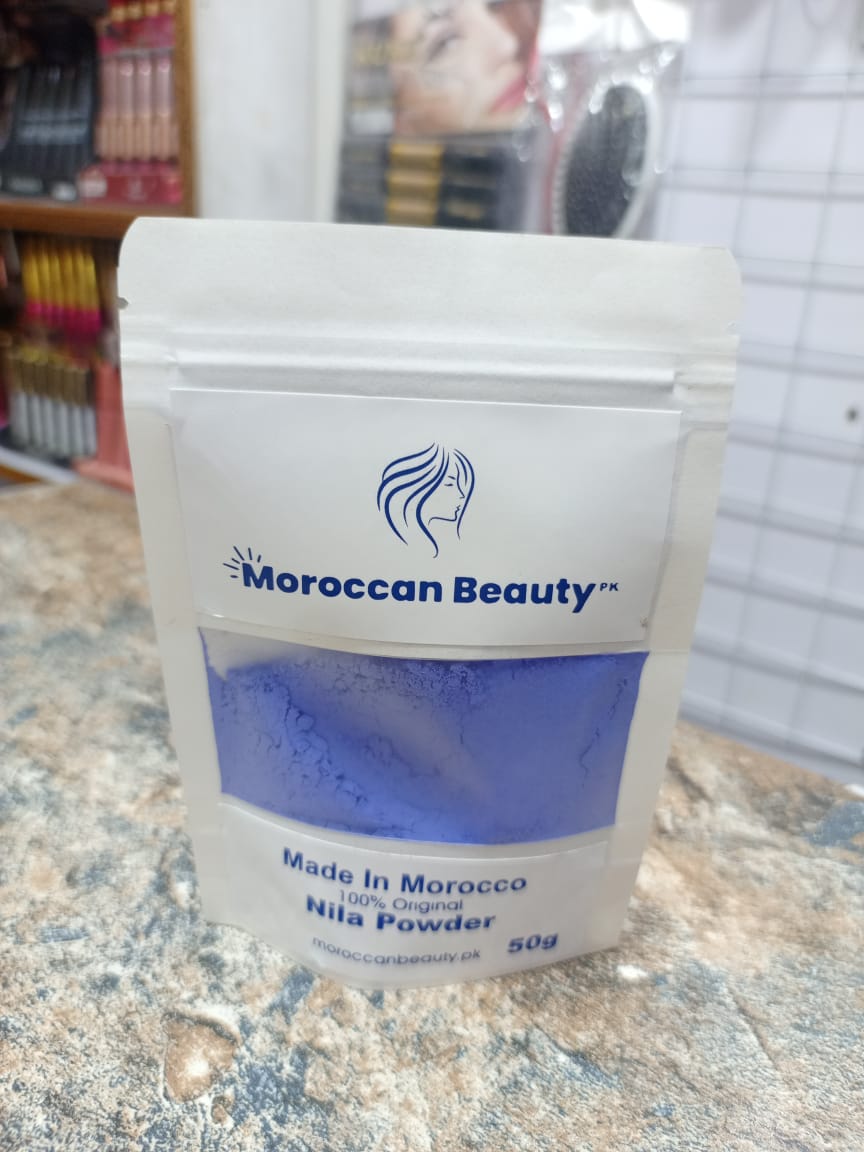 Moroccan Beauty PK
Made In Morocco
100% Original
Nila Powder
moroccanbeauty.pk 50g